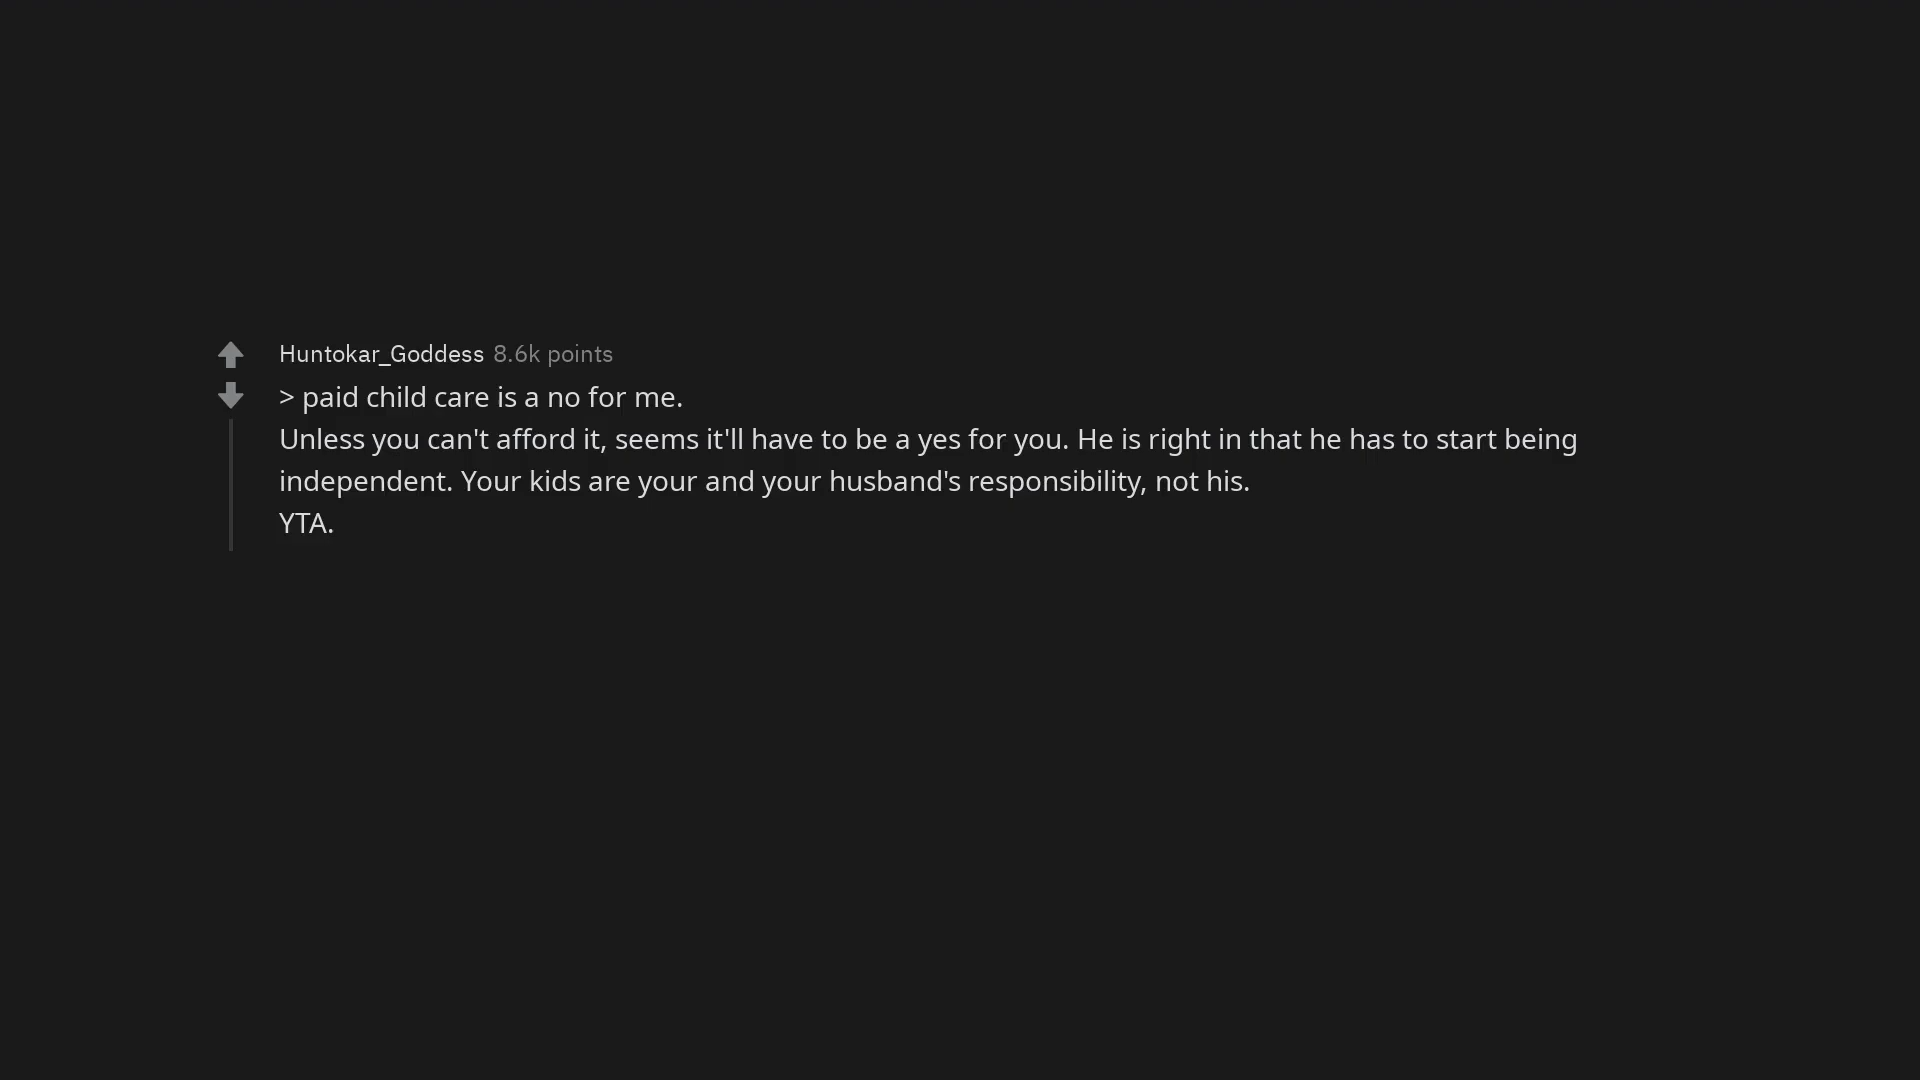 Huntokar_Goddess 8.6k points
> paid child care is a no for me.
Unless you can't afford it, seems it'll have to be a yes for you. He is right in that he has to start being
independent. Your kids are your and your husband's responsibility, not his.
YTA.